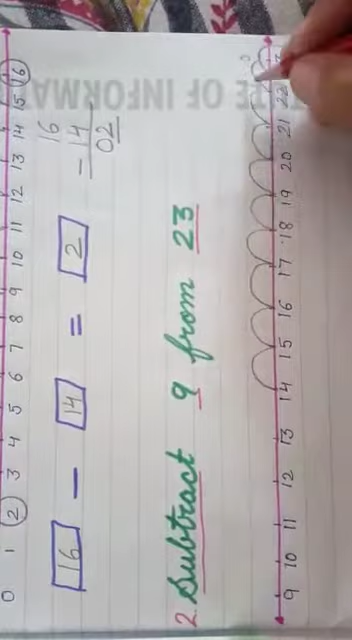 0 1 2 3 4 5 6 7 8 9 10 11 12 13 14 15 16
16 - 14 = 2
16
-14
02
2. Subtract 9 from 23
9 10 11 12 13 14 15 16 17 18 19 20 21 22